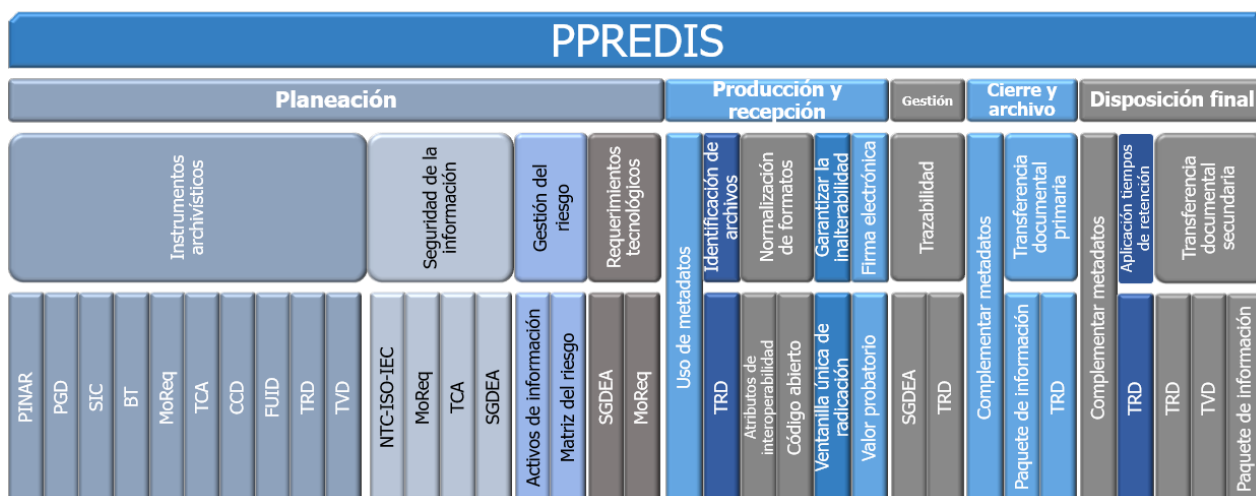 PPREDIS
Planeación
Producción y
recepción
Gestión
Cierre y
archivo
Disposición final
Instrumentos
archivísticos
Seguridad de la
información
Gestión del
riesgo
Requerimientos
tecnológicos
Uso de metadatos
Identificación de
archivos
Normalización
de formatos
Garantizar la
inalterabilidad
Firma electrónica
Trazabilidad
Complementar metadatos
Transferencia
documental
primaria
Complementar metadatos
Aplicación tiempos
de retención
Transferencia
documental
secundaria
PINAR
PGD
SIC
BT
MoReq
TCA
CCD
FUID
TRD
TVD
NTC-ISO-IEC
MoReq
TCA
SGDEA
Activos de información
Matriz del riesgo
SGDEA
MoReq
TRD
Atributos de
interoperabilidad
Código abierto
Ventanilla única de
radicación
Valor probatorio
SGDEA
TRD
Paquete de información
TRD
TRD
TRD
TVD
Paquete de información